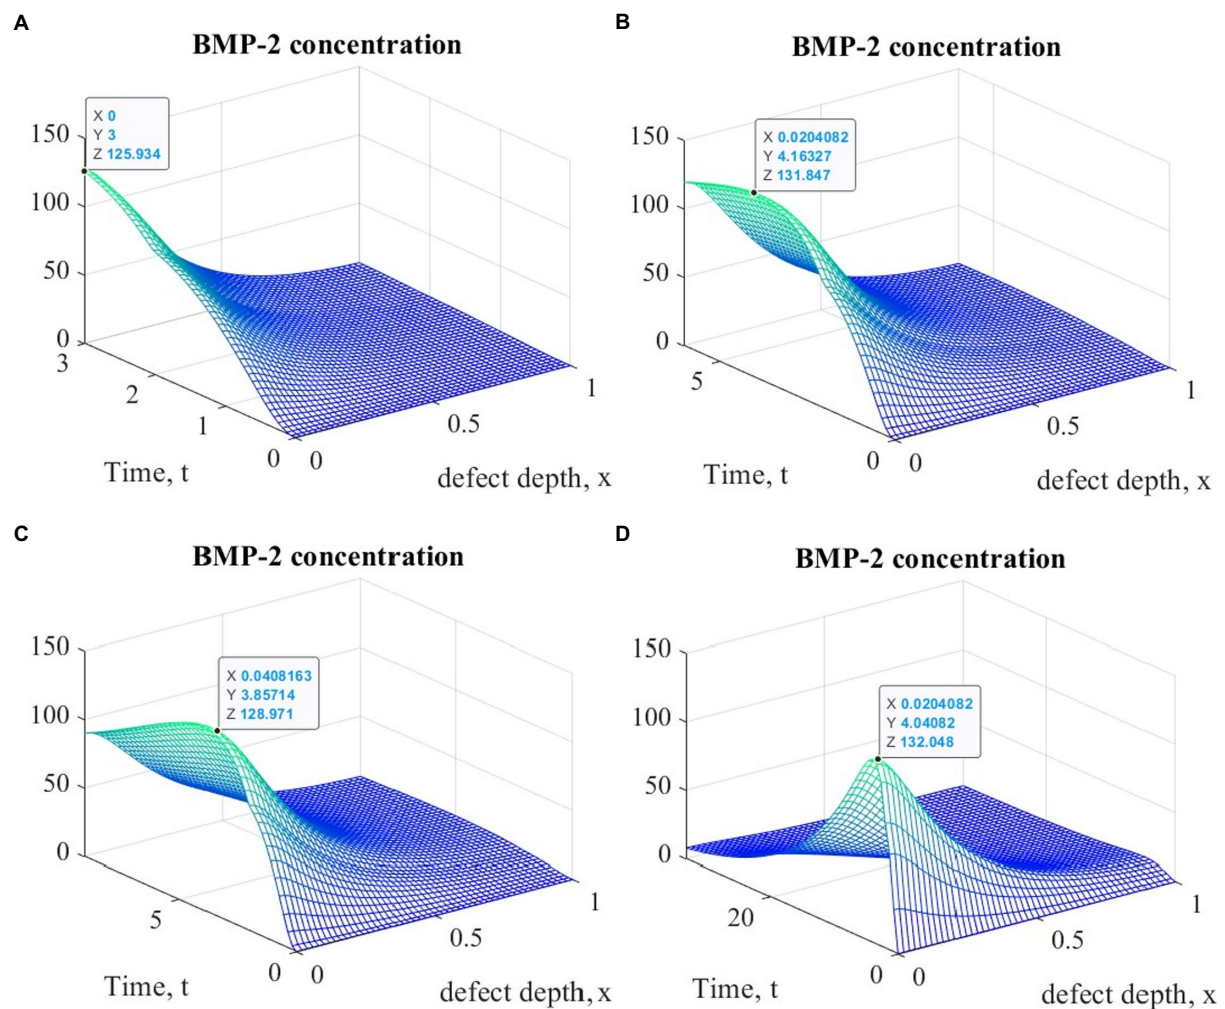 A
BMP-2 concentration
X 0
Y 3
Z 125.934
150
100
50
0
3
2
1
0
0
0.5
1
Time, t
defect depth, x
B
BMP-2 concentration
X 0.0204082
Y 4.16327
Z 131.847
150
100
50
0
5
0
0
0.5
1
Time, t
defect depth, x
C
BMP-2 concentration
X 0.0408163
Y 3.85714
Z 128.971
150
100
50
0
5
0
0
0.5
1
Time, t
defect depth, x
D
BMP-2 concentration
X 0.0204082
Y 4.04082
Z 132.048
150
100
50
0
20
0
0
0.5
1
Time, t
defect depth, x